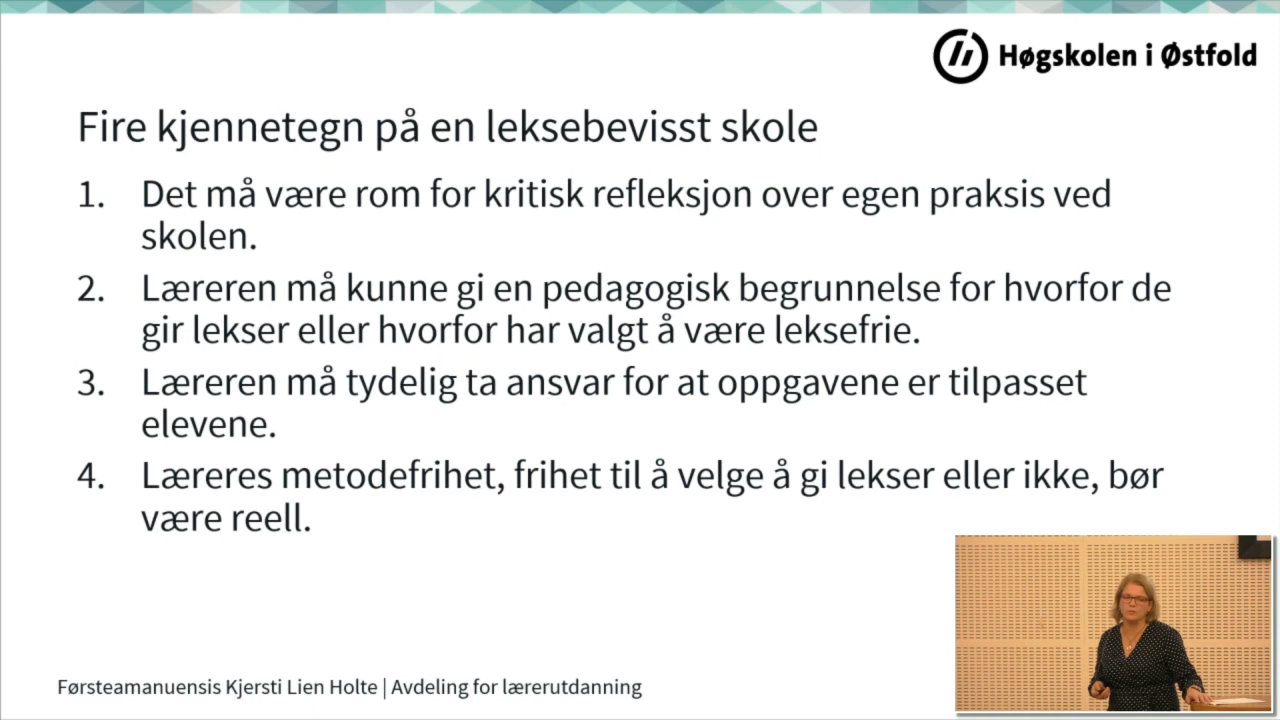 Høgskolen i Østfold
Fire kjennetegn på en leksebevisst skole
1. Det må være rom for kritisk refleksjon over egen praksis ved
skolen.
2. Læreren må kunne gi en pedagogisk begrunnelse for hvorfor de
gir lekser eller hvorfor har valgt å være leksefrie.
3. Læreren må tydelig ta ansvar for at oppgavene er tilpasset
elevene.
4. Læreres metodefrihet, frihet til å velge å gi lekser eller ikke, bør
være reell.
Førsteamanuensis Kjersti Lien Holte | Avdeling for lærerutdanning